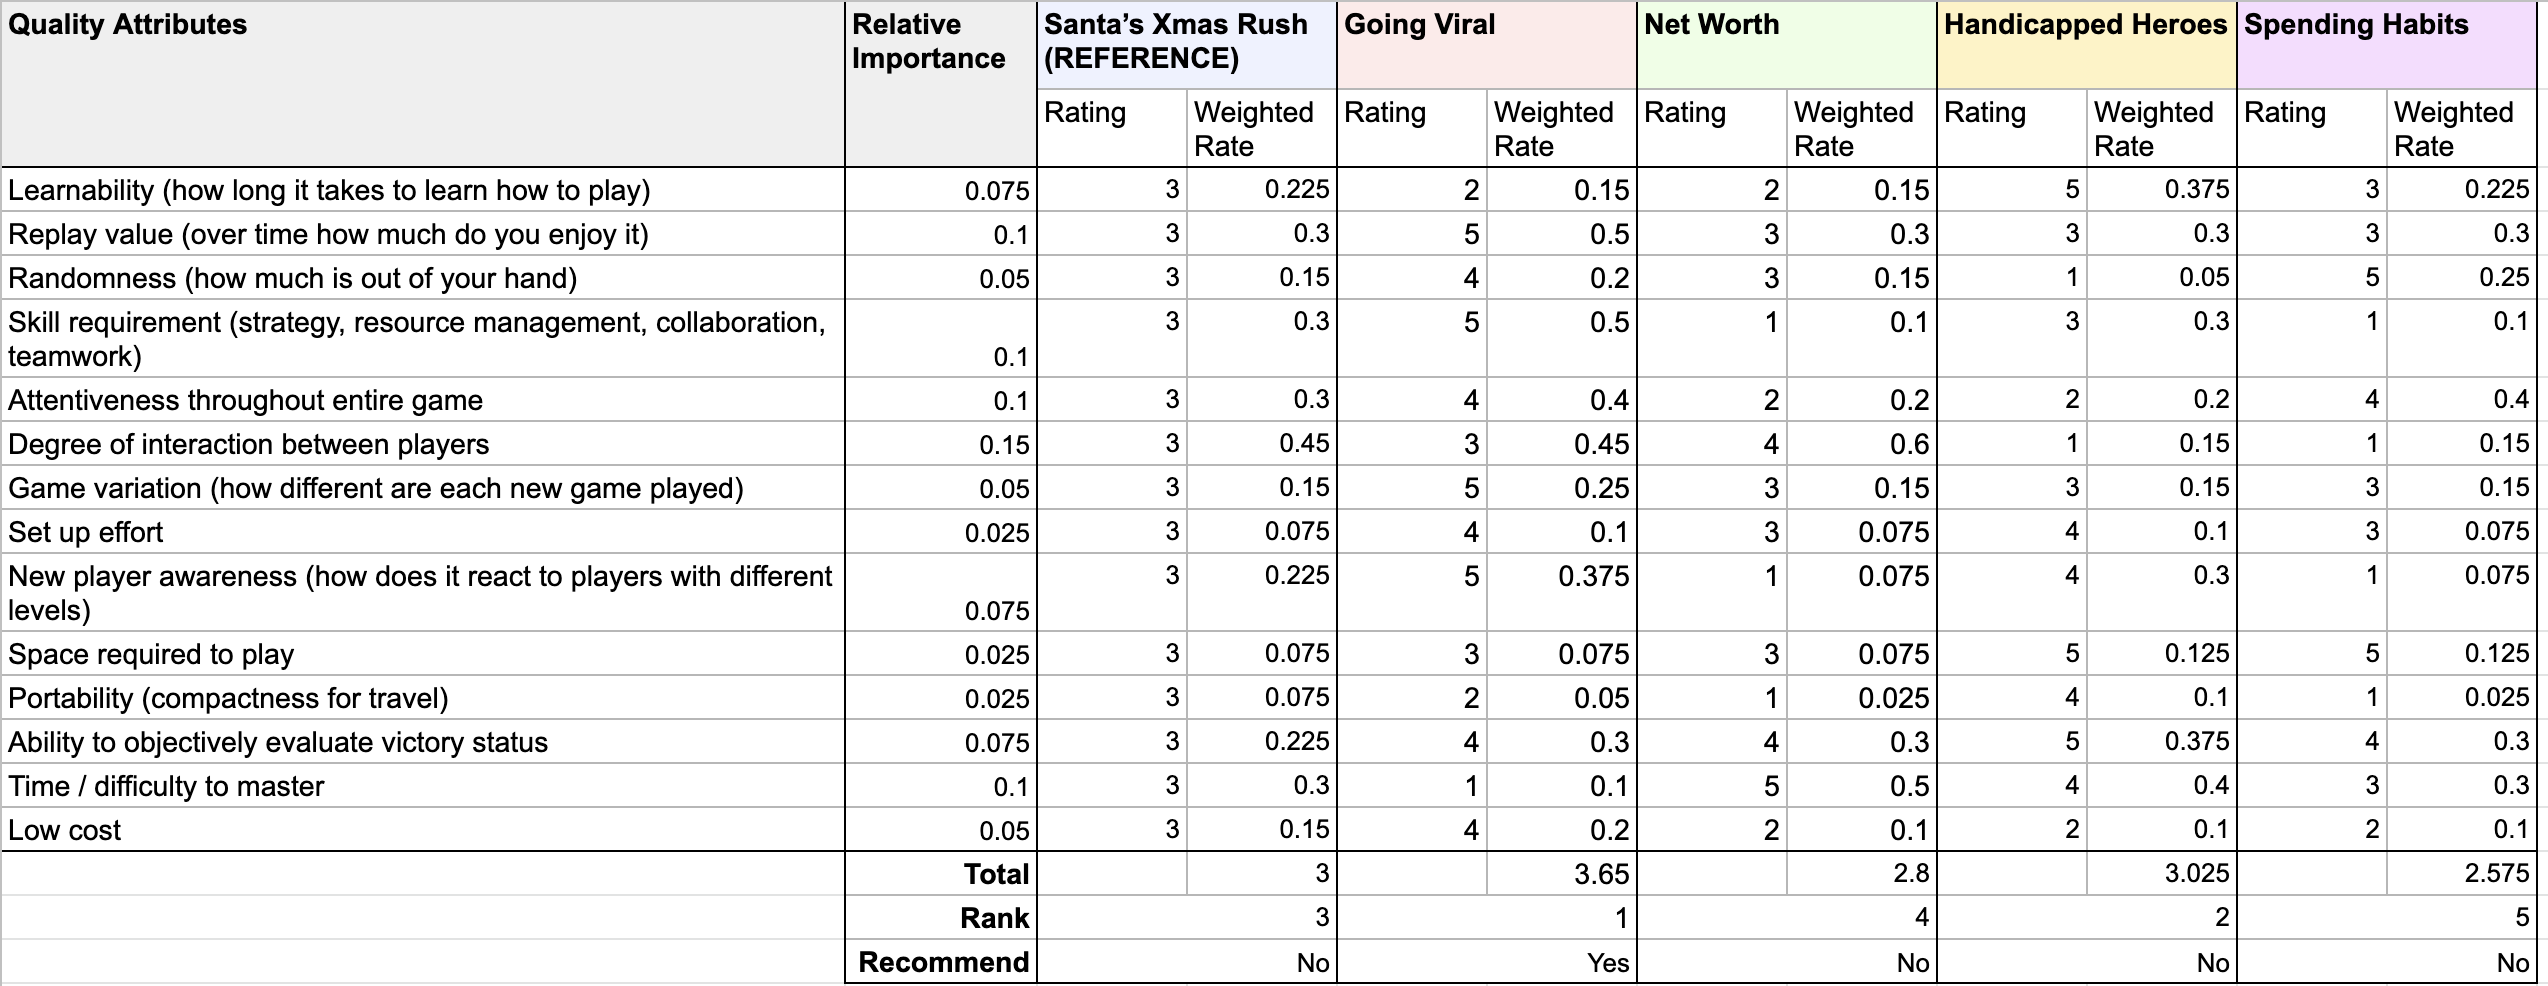 Quality Attributes Relative Importance Santa’s Xmas Rush (REFERENCE) Going Viral Net Worth Handicapped Heroes Spending Habits
Rating Weighted Rate Rating Weighted Rate Rating Weighted Rate Rating Weighted Rate Rating Weighted Rate
Learnability (how long it takes to learn how to play) 0.075 3 0.225 2 0.15 2 0.15 5 0.375 3 0.225
Replay value (over time how much do you enjoy it) 0.1 3 0.3 5 0.5 3 0.3 3 0.3 3 0.3
Randomness (how much is out of your hand) 0.05 3 0.15 4 0.2 3 0.15 1 0.05 5 0.25
Skill requirement (strategy, resource management, collaboration, teamwork) 0.1 3 0.3 5 0.5 1 0.1 3 0.3 1 0.1
Attentiveness throughout entire game 0.1 3 0.3 4 0.4 2 0.2 2 0.2 4 0.4
Degree of interaction between players 0.15 3 0.45 3 0.45 4 0.6 1 0.15 1 0.15
Game variation (how different are each new game played) 0.05 3 0.15 5 0.25 3 0.15 3 0.15 3 0.15
Set up effort 0.025 3 0.075 4 0.1 3 0.075 4 0.1 3 0.075
New player awareness (how does it react to players with different levels) 0.075 3 0.225 5 0.375 1 0.075 4 0.3 1 0.075
Space required to play 0.025 3 0.075 3 0.075 3 0.075 5 0.125 5 0.125
Portability (compactness for travel) 0.025 3 0.075 2 0.05 1 0.025 4 0.1 1 0.025
Ability to objectively evaluate victory status 0.075 3 0.225 4 0.3 4 0.3 5 0.375 4 0.3
Time / difficulty to master 0.1 3 0.3 1 0.1 5 0.5 4 0.4 3 0.3
Low cost 0.05 3 0.15 4 0.2 2 0.1 2 0.1 2 0.1
Total 3 3.65 2.8 3.025 2.575
Rank 3 1 4 2 5
Recommend No Yes No No No